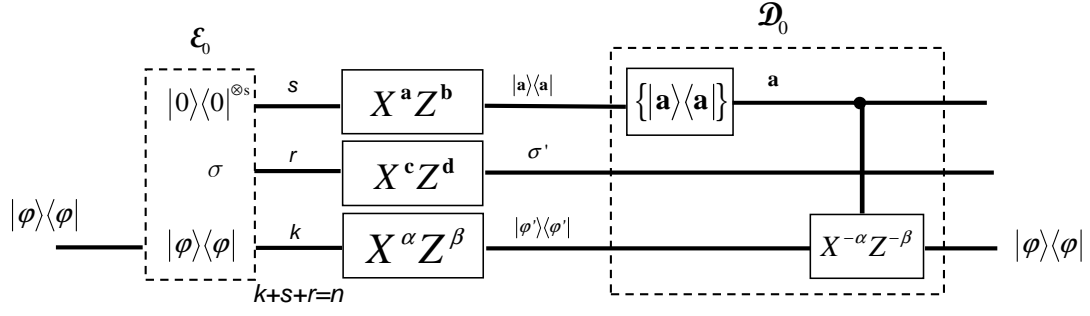 𝓔₀
𝓓₀
|0⟩⟨0|^⊗s
s
X^a Z^b
|a⟩⟨a|
{|a⟩⟨a|}
a
σ
r
X^c Z^d
σ'
|φ⟩⟨φ|
|φ⟩⟨φ|
k
X^α Z^β
|φ'⟩⟨φ'|
X^−α Z^−β
|φ⟩⟨φ|
k+s+r=n